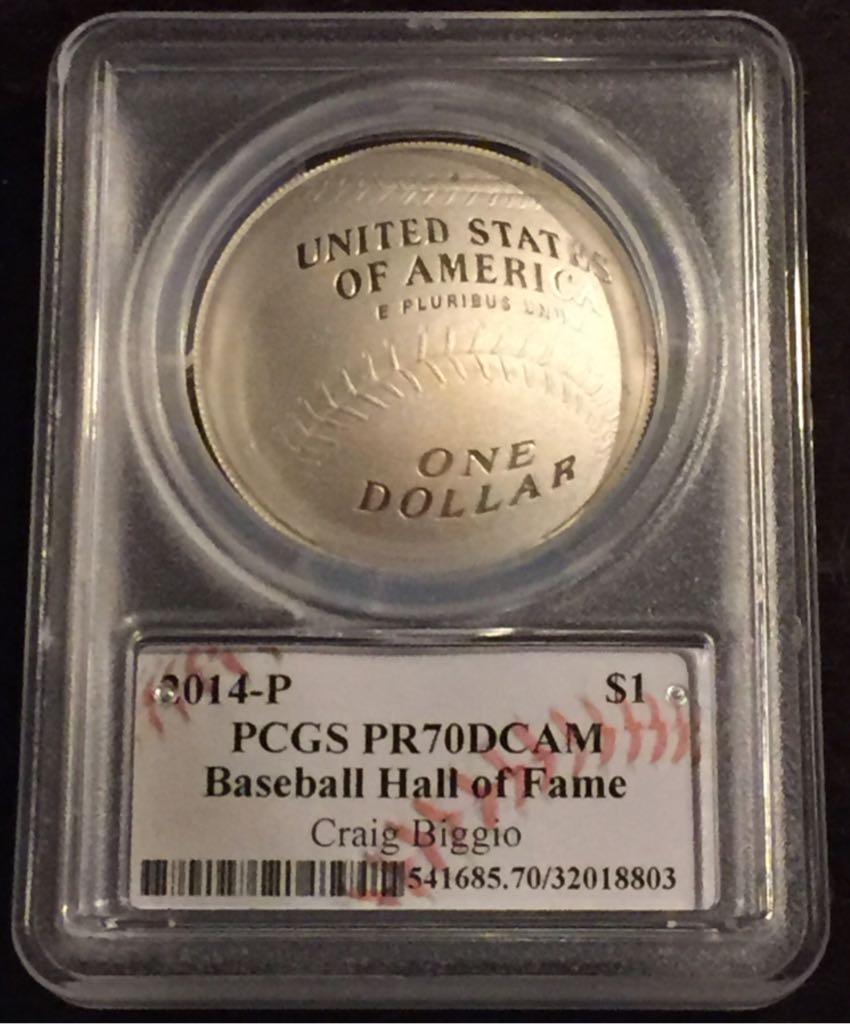 UNITED STATES
OF AMERICA
E PLURIBUS UNUM
ONE
DOLLAR
2014-P $1
PCGS PR70DCAM
Baseball Hall of Fame
Craig Biggio
541685.70/32018803